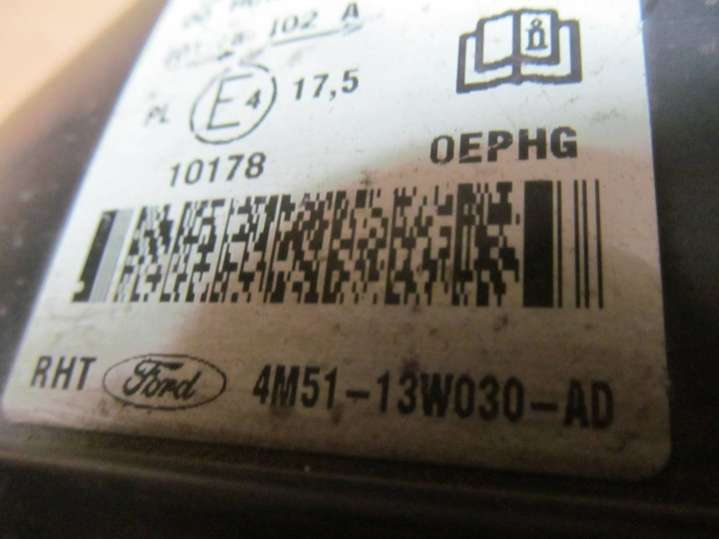 102 A
PL E4 17,5
10178 OEPHG
RHT Ford 4M51-13W030-AD